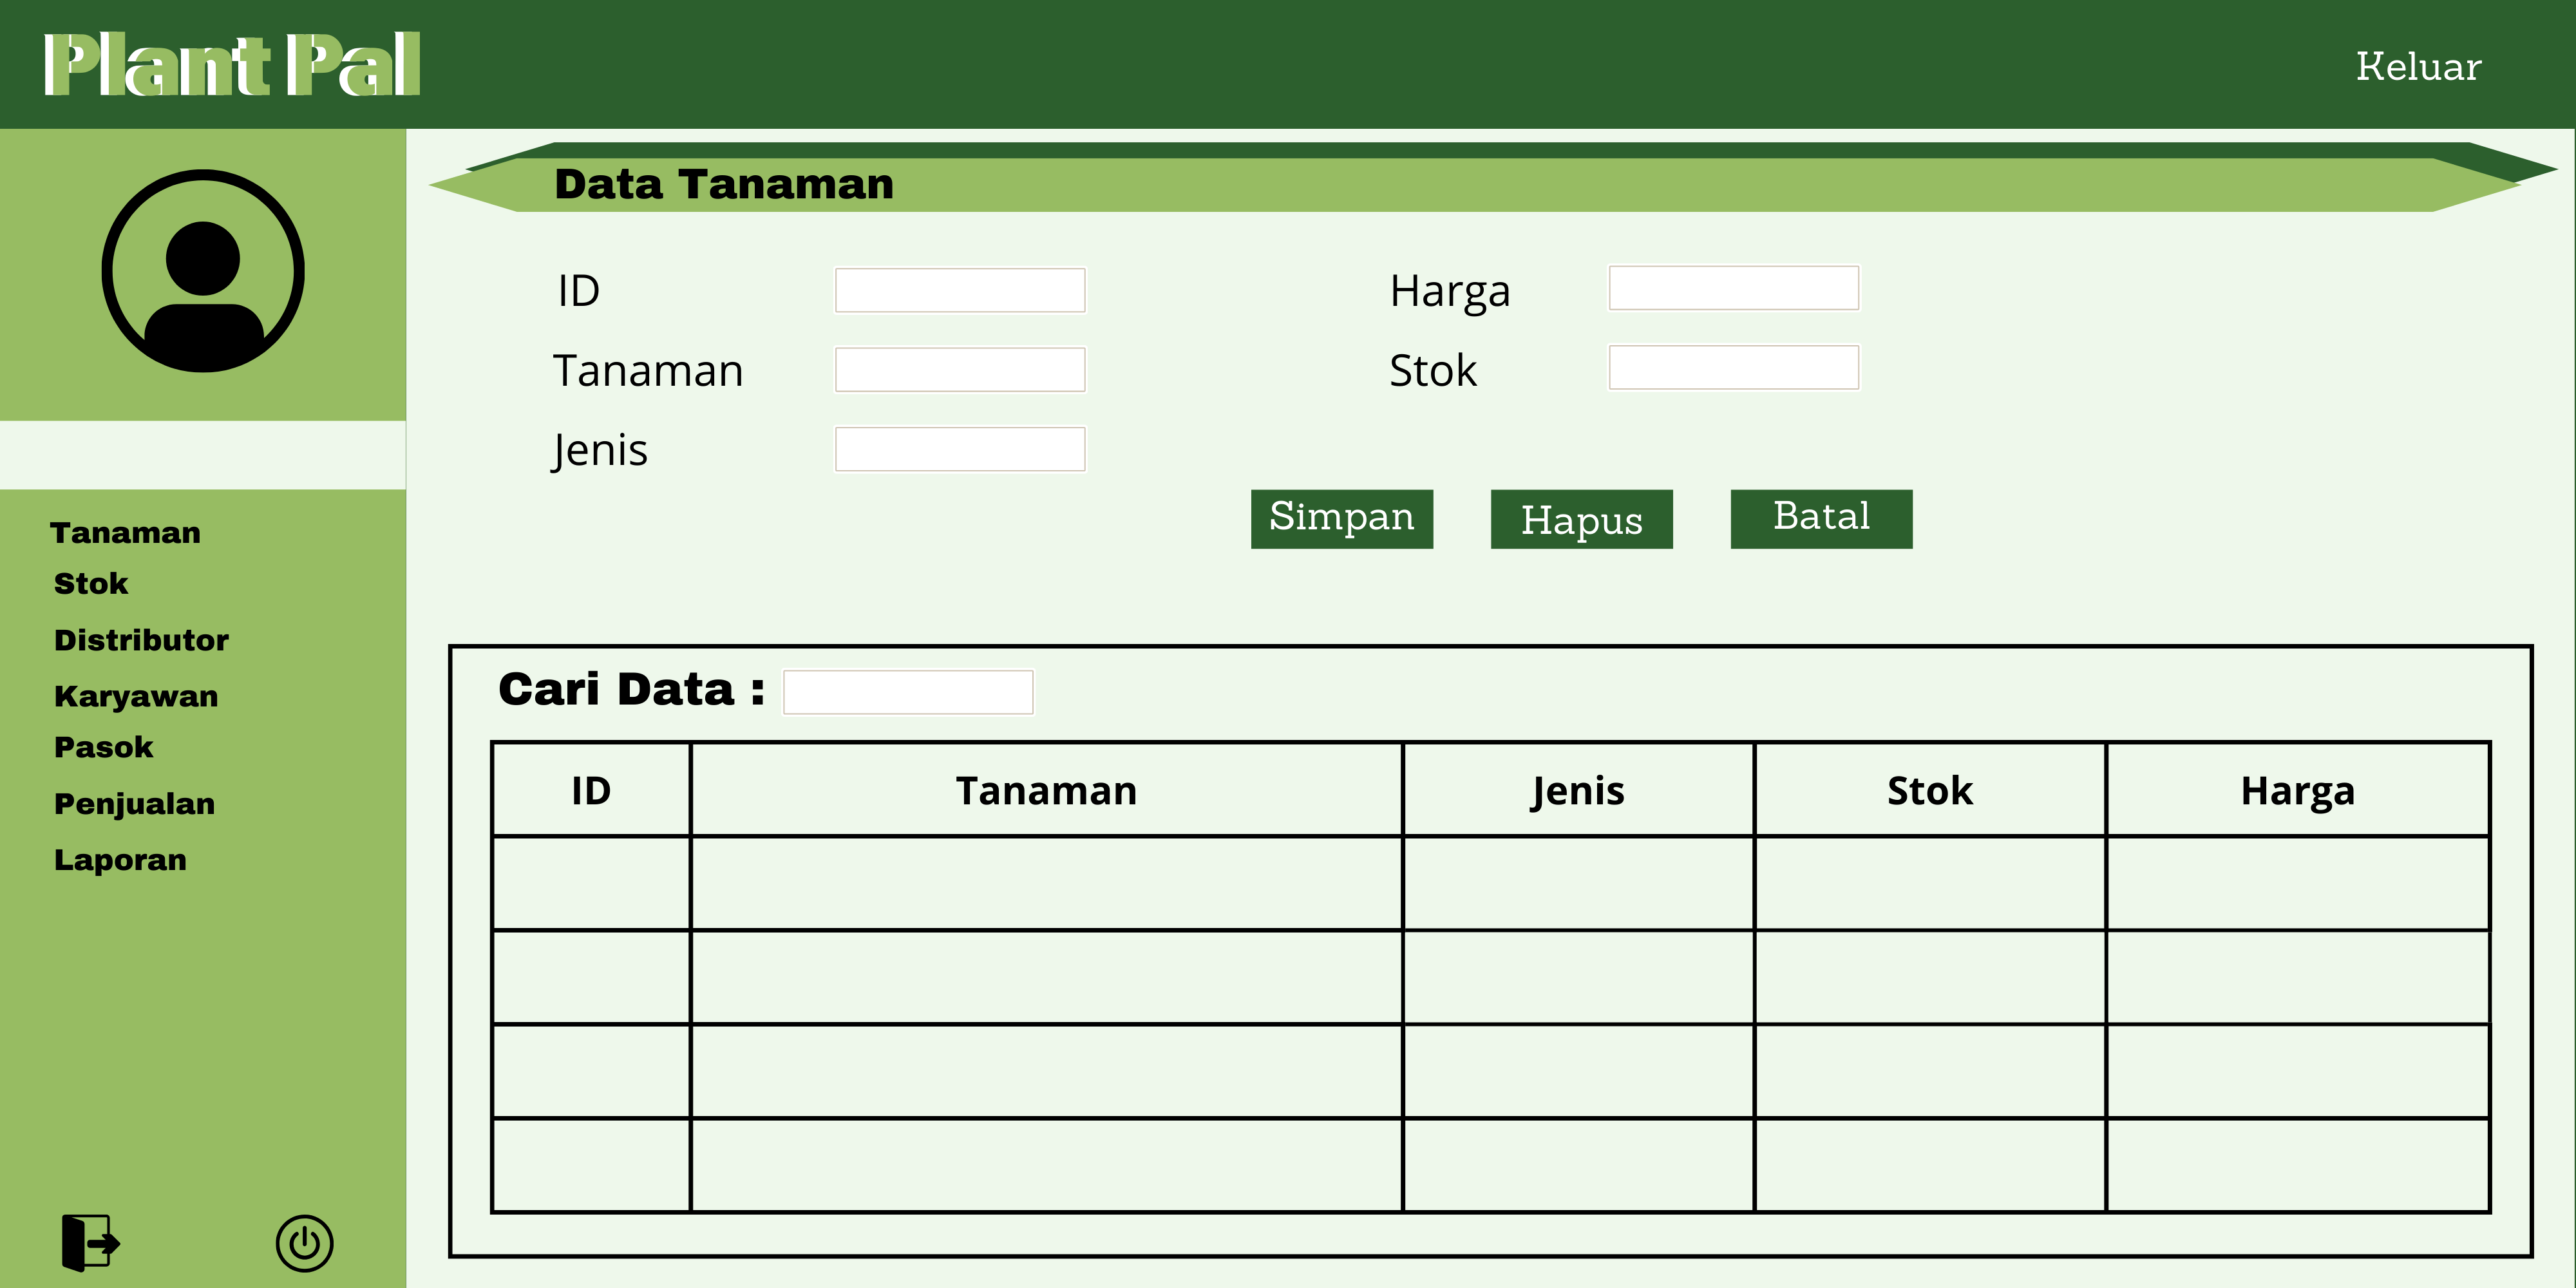 Plant Pal
Keluar
Data Tanaman
ID
Harga
Tanaman
Stok
Jenis
Simpan
Hapus
Batal
Tanaman
Stok
Distributor
Karyawan
Pasok
Penjualan
Laporan
Cari Data :
ID Tanaman Jenis Stok Harga